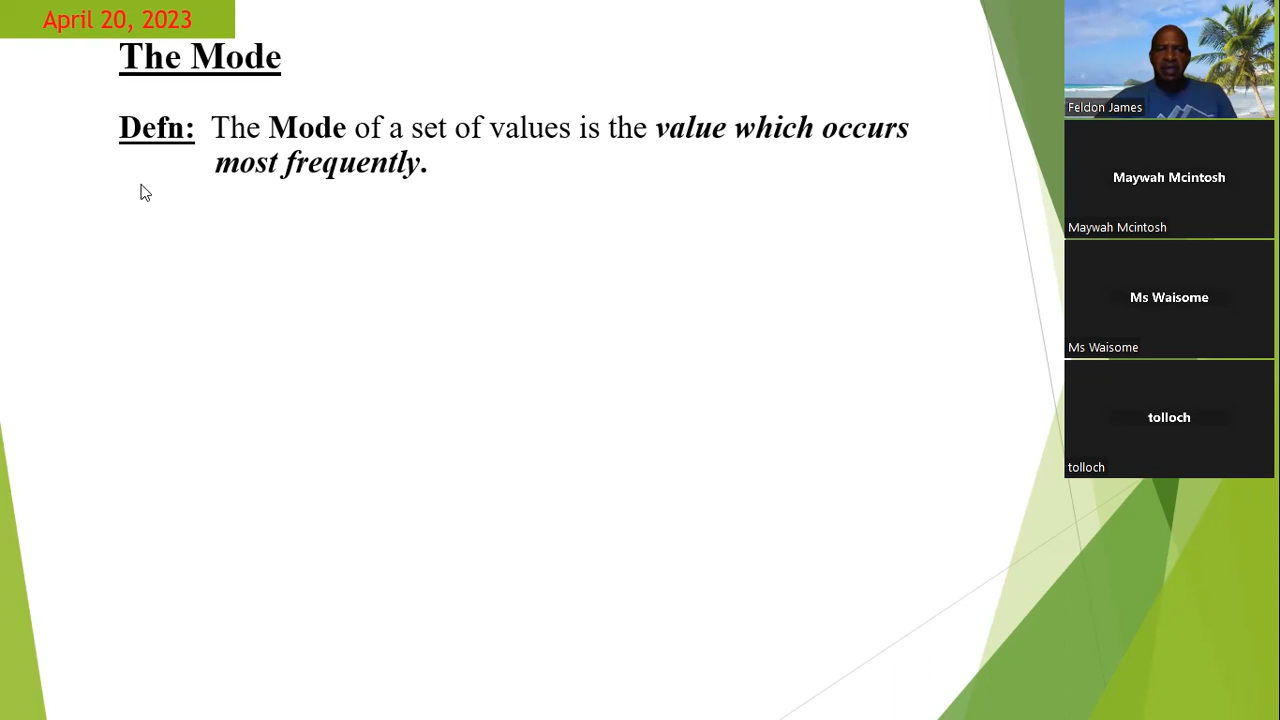 April 20, 2023
The Mode
Defn: The Mode of a set of values is the value which occurs
most frequently.
Feldon James
Maywah Mcintosh
Maywah Mcintosh
Ms Waisome
Ms Waisome
tolloch
tolloch